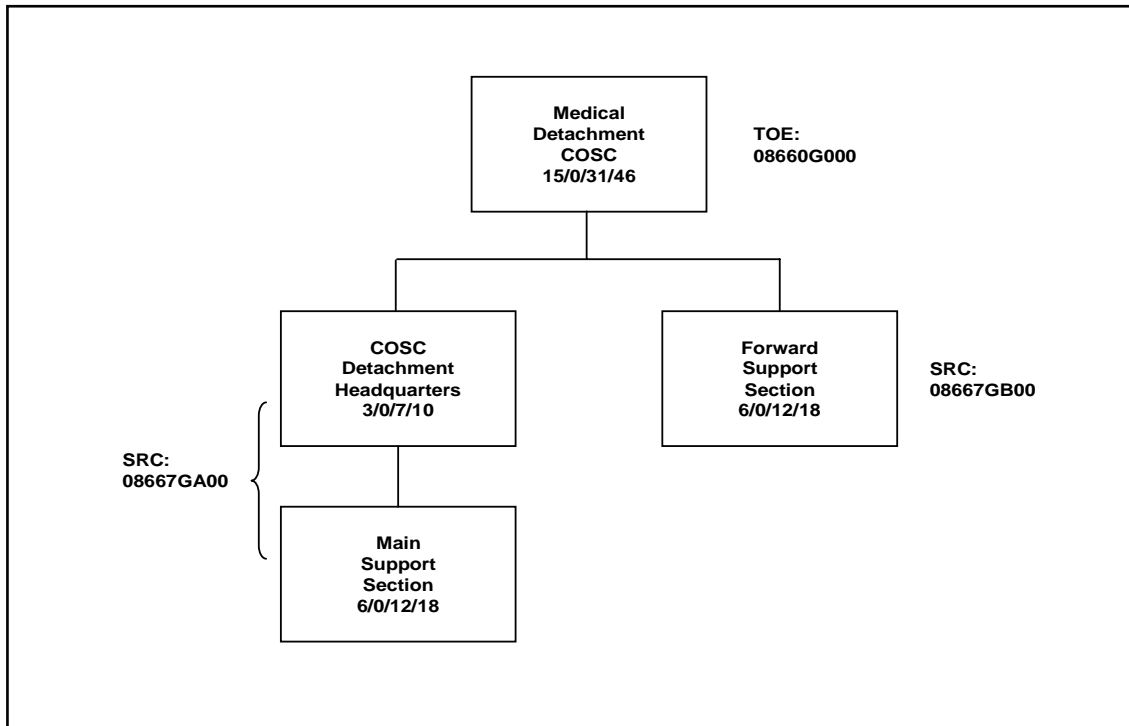 Medical
Detachment
COSC
15/0/31/46
TOE:
08660G000
COSC
Detachment
Headquarters
3/0/7/10
Forward
Support
Section
6/0/12/18
SRC:
08667GB00
SRC:
08667GA00
Main
Support
Section
6/0/12/18